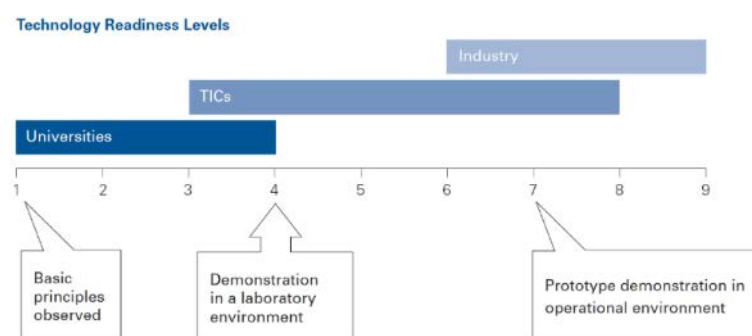 Technology Readiness Levels
Industry
TICs
Universities
1 2 3 4 5 6 7 8 9
Basic
principles
observed
Demonstration
in a laboratory
environment
Prototype demonstration in
operational environment